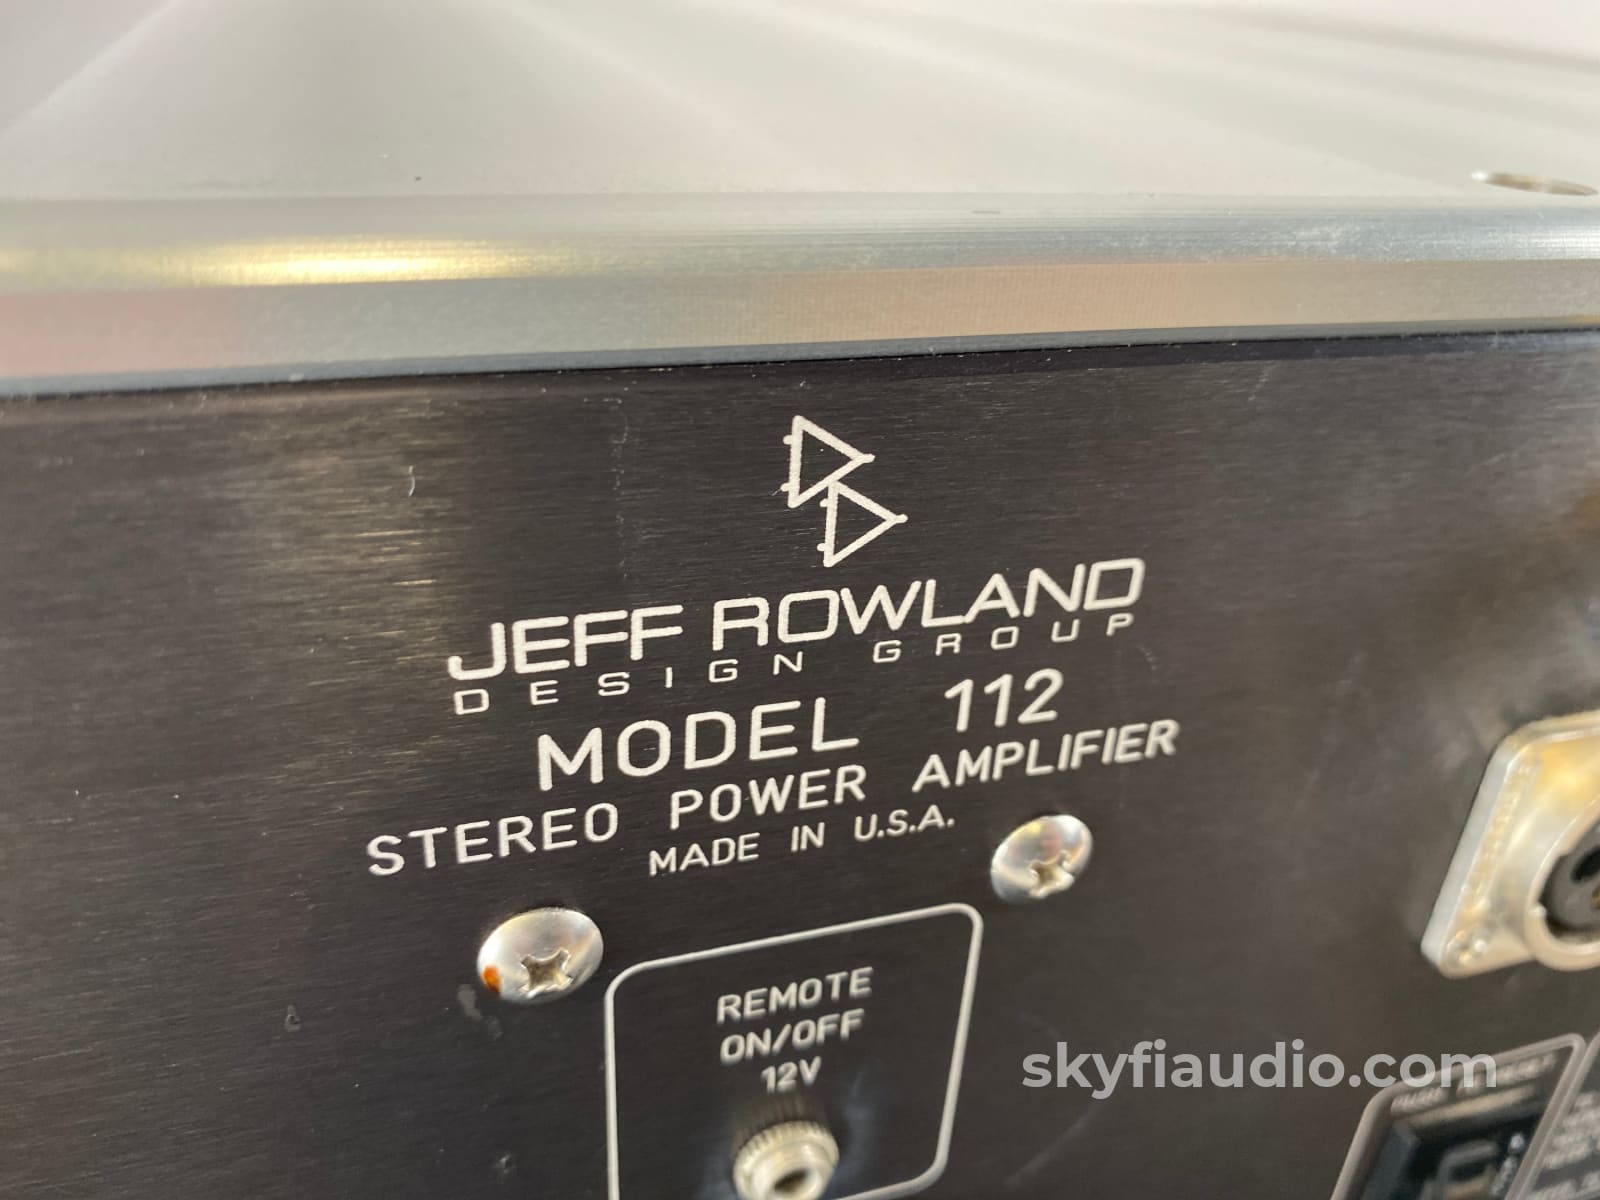 JEFF ROWLAND
DESIGN GROUP
MODEL 112
STEREO POWER AMPLIFIER
MADE IN U.S.A.
REMOTE
ON/OFF
12V
skyfiaudio.com